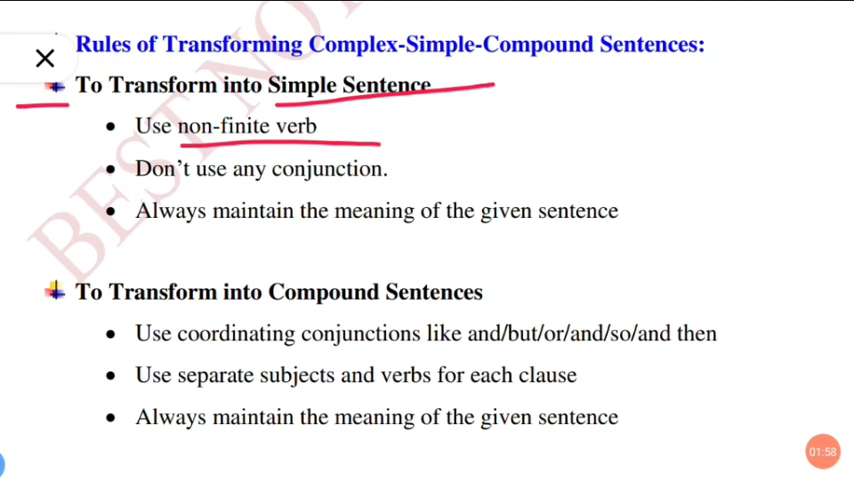 Rules of Transforming Complex-Simple-Compound Sentences:
To Transform into Simple Sentence
• Use non-finite verb
• Don't use any conjunction.
• Always maintain the meaning of the given sentence
To Transform into Compound Sentences
• Use coordinating conjunctions like and/but/or/and/so/and then
• Use separate subjects and verbs for each clause
• Always maintain the meaning of the given sentence
01:58
BEST NO